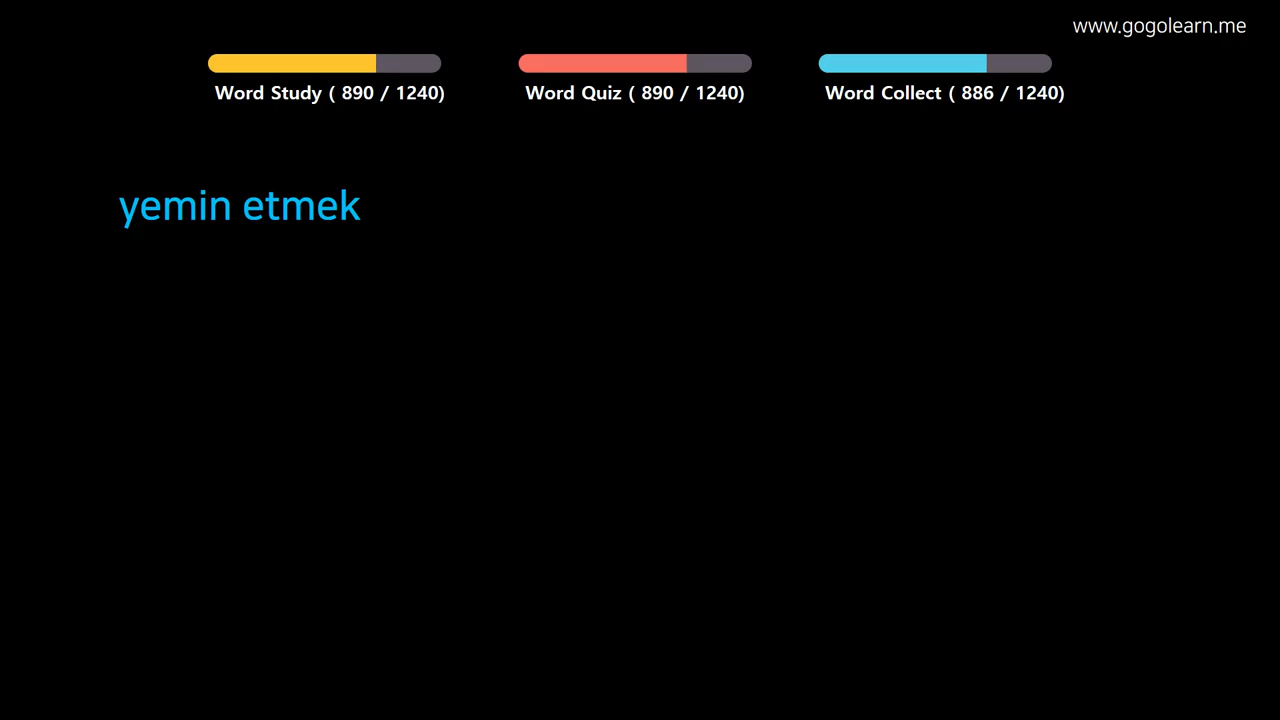 www.gogolearn.me
Word Study ( 890 / 1240)
Word Quiz ( 890 / 1240)
Word Collect ( 886 / 1240)
yemin etmek